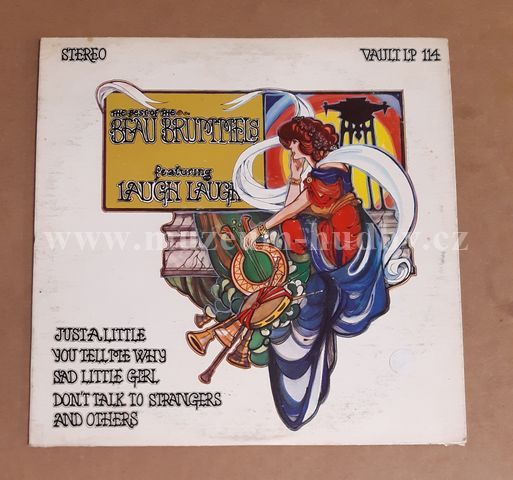 STEREO
VAULT LP 114
THE BEST OF THE
BEAU BRUMMELS
featuring
LAUGH LAUGH
www.muzeum-hudby.cz
JUST A LITTLE
YOU TELL ME WHY
SAD LITTLE GIRL
DON'T TALK TO STRANGERS
AND OTHERS